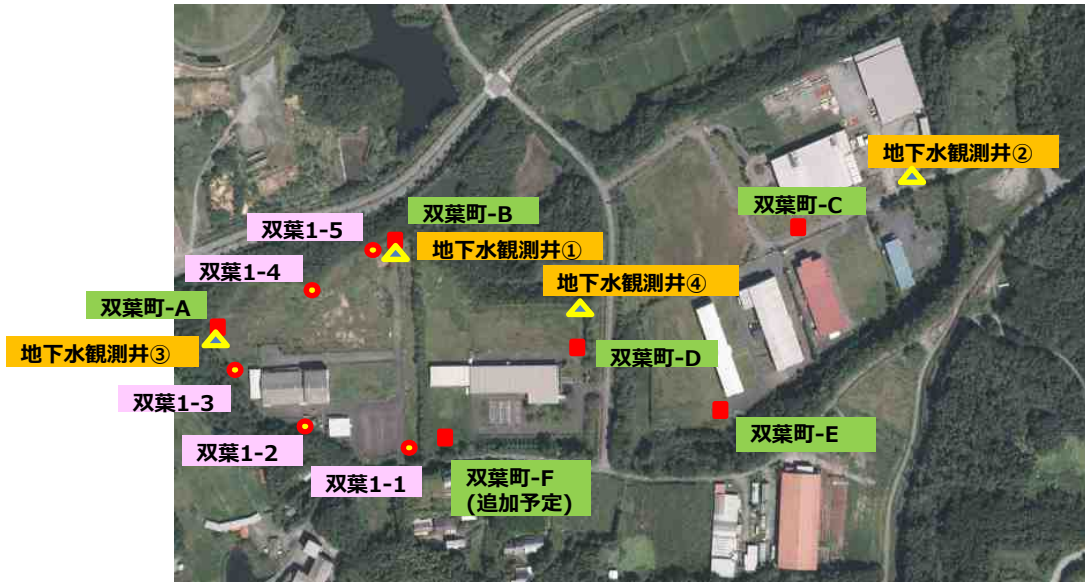 地下水観測井②
双葉町-C
双葉町-B
双葉1-5
地下水観測井①
双葉1-4
地下水観測井④
双葉町-A
地下水観測井③
双葉町-D
双葉1-3
双葉町-E
双葉1-2
双葉1-1
双葉町-F
(追加予定)